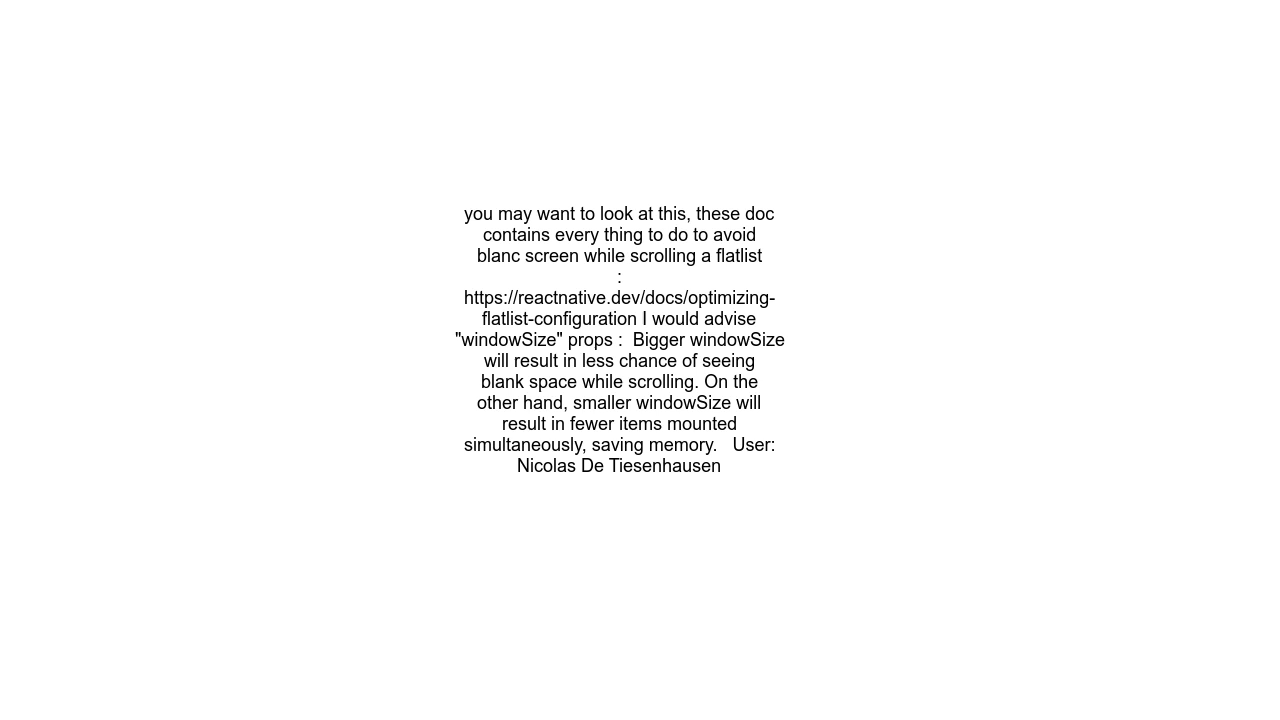 you may want to look at this, these doc
contains every thing to do to avoid
blanc screen while scrolling a flatlist
:
https://reactnative.dev/docs/optimizing-
flatlist-configuration I would advise
"windowSize" props :  Bigger windowSize
will result in less chance of seeing
blank space while scrolling. On the
other hand, smaller windowSize will
result in fewer items mounted
simultaneously, saving memory.   User:
Nicolas De Tiesenhausen